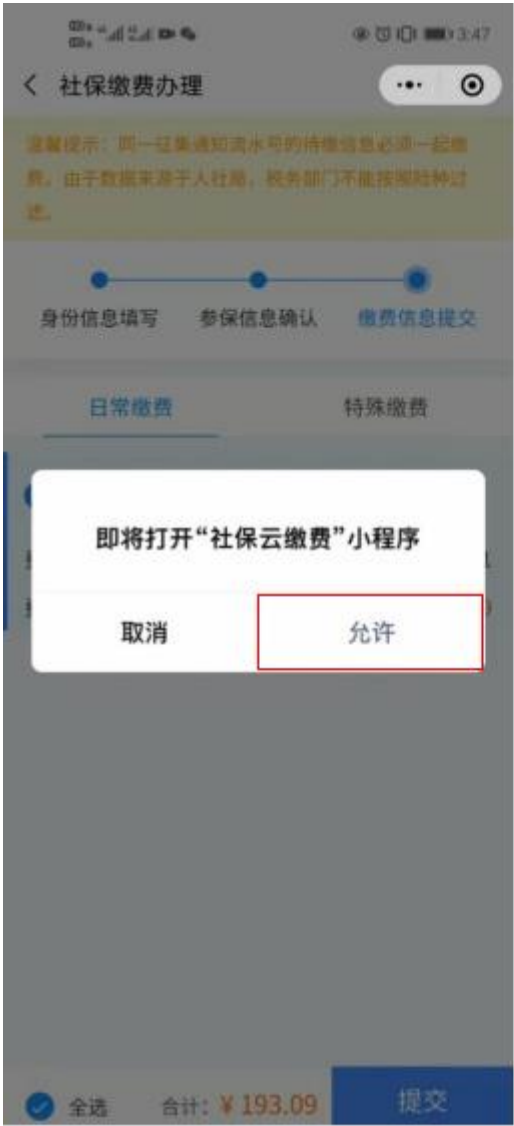 3:47
社保缴费办理
温馨提示：同一征集通知流水号的待缴信息必须一起缴
费。由于数据来源于人社局，税务部门不能按照险种过
滤。
身份信息填写 参保信息确认 缴费信息提交
日常缴费 特殊缴费
即将打开“社保云缴费”小程序
取消 允许
全选 合计：¥ 193.09 提交